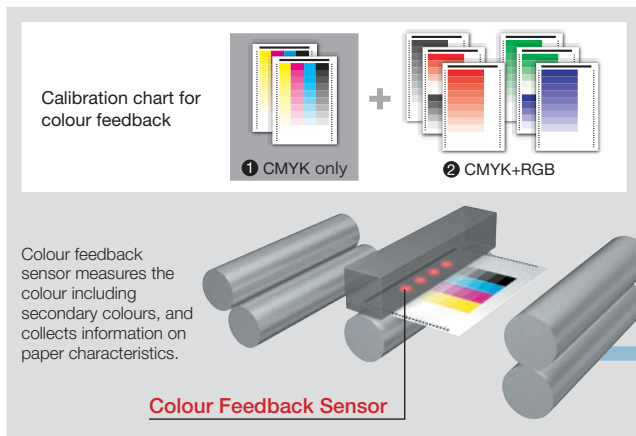 Calibration chart for
colour feedback
❶ CMYK only
❷ CMYK+RGB
Colour feedback
sensor measures the
colour including
secondary colours, and
collects information on
paper characteristics.
Colour Feedback Sensor